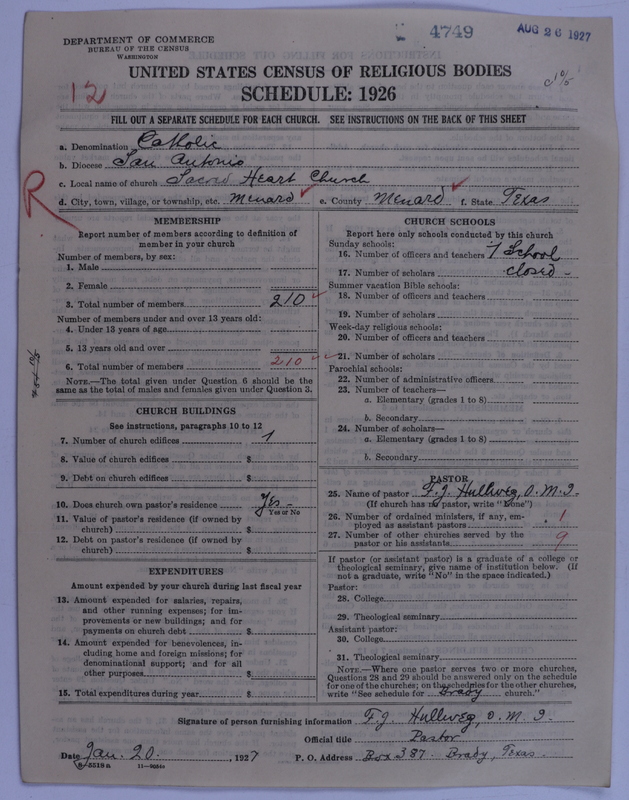 4749
AUG 26 1927
DEPARTMENT OF COMMERCE
BUREAU OF THE CENSUS
WASHINGTON
12
UNITED STATES CENSUS OF RELIGIOUS BODIES
SCHEDULE: 1926
FILL OUT A SEPARATE SCHEDULE FOR EACH CHURCH. SEE INSTRUCTIONS ON THE BACK OF THIS SHEET
a. Denomination Catholic
b. Diocese San Antonio
c. Local name of church Sacred Heart Church
R
d. City, town, village, or township, etc. Menard e. County Menard f. State Texas
MEMBERSHIP
Report number of members according to definition of
member in your church
Number of members, by sex:
1. Male
2. Female
3. Total number of members 210
Number of members under and over 13 years old:
4. Under 13 years of age
5. 13 years old and over
6. Total number of members 210
NOTE.—The total given under Question 6 should be the
same as the total of males and females given under Question 3.
CHURCH BUILDINGS
See instructions, paragraphs 10 to 12
7. Number of church edifices 1
8. Value of church edifices $
9. Debt on church edifices $
10. Does church own pastor's residence Yes
Yes or No
11. Value of pastor's residence (if owned by
church) $
12. Debt on pastor's residence (if owned by
church) $
EXPENDITURES
Amount expended by your church during last fiscal year
13. Amount expended for salaries, repairs,
and other running expenses; for im-
provements or new buildings; and for
payments on church debt $
14. Amount expended for benevolences, in-
cluding home and foreign missions; for
denominational support; and for all
other purposes $
15. Total expenditures during year $
CHURCH SCHOOLS
Report here only schools conducted by this church
Sunday schools:
16. Number of officers and teachers 1 School
17. Number of scholars closed -
Summer vacation Bible schools:
18. Number of officers and teachers
19. Number of scholars
Week-day religious schools:
20. Number of officers and teachers
21. Number of scholars
Parochial schools:
22. Number of administrative officers
23. Number of teachers—
a. Elementary (grades 1 to 8)
b. Secondary
24. Number of scholars—
a. Elementary (grades 1 to 8)
b. Secondary
PASTOR
25. Name of pastor F. J. Hullweg, O. M. I.
(If church has no pastor, write "None")
26. Number of ordained ministers, if any, em-
ployed as assistant pastors 1
27. Number of other churches served by the
pastor or his assistants 9
If pastor (or assistant pastor) is a graduate of a college or
theological seminary, give name of institution below. (If
not a graduate, write "No" in the space indicated.)
Pastor:
28. College
29. Theological seminary
Assistant pastor:
30. College
31. Theological seminary
NOTE.—Where one pastor serves two or more churches,
Questions 28 and 29 should be answered only on the schedule
for one of the churches; on the schedules for the other churches,
write "See schedule for Brady church."
Signature of person furnishing information F. J. Hullweg, O. M. I.
Official title Pastor
Date Jan. 20. , 1927 P. O. Address Box 387. Brady, Texas.
8-5518a 11-9034a